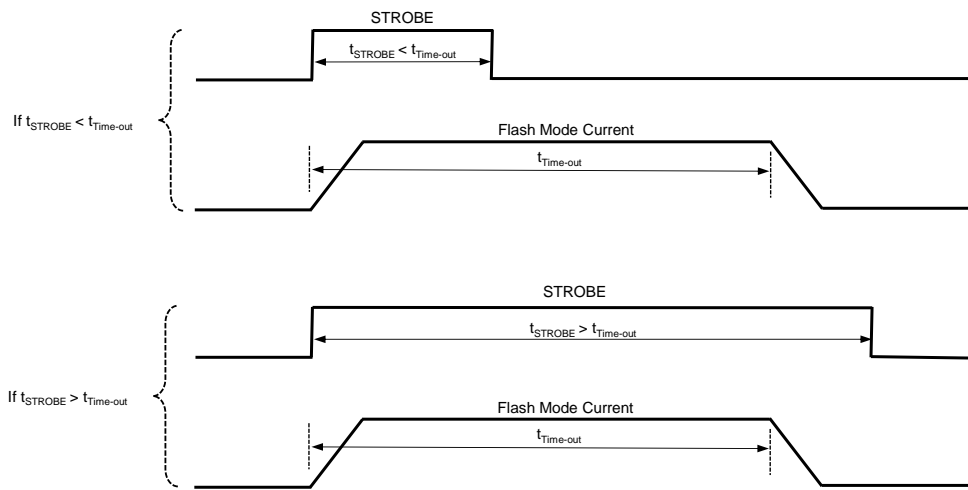 STROBE
tSTROBE < tTime-out
If tSTROBE < tTime-out
Flash Mode Current
tTime-out
STROBE
tSTROBE > tTime-out
If tSTROBE > tTime-out
Flash Mode Current
tTime-out